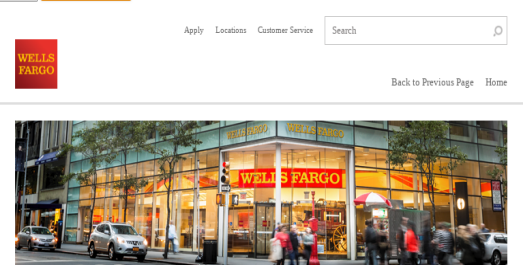 Apply Locations Customer Service Search
WELLS
FARGO
Back to Previous Page Home
WELLS FARGO WELLS FARGO
WELLS FARGO